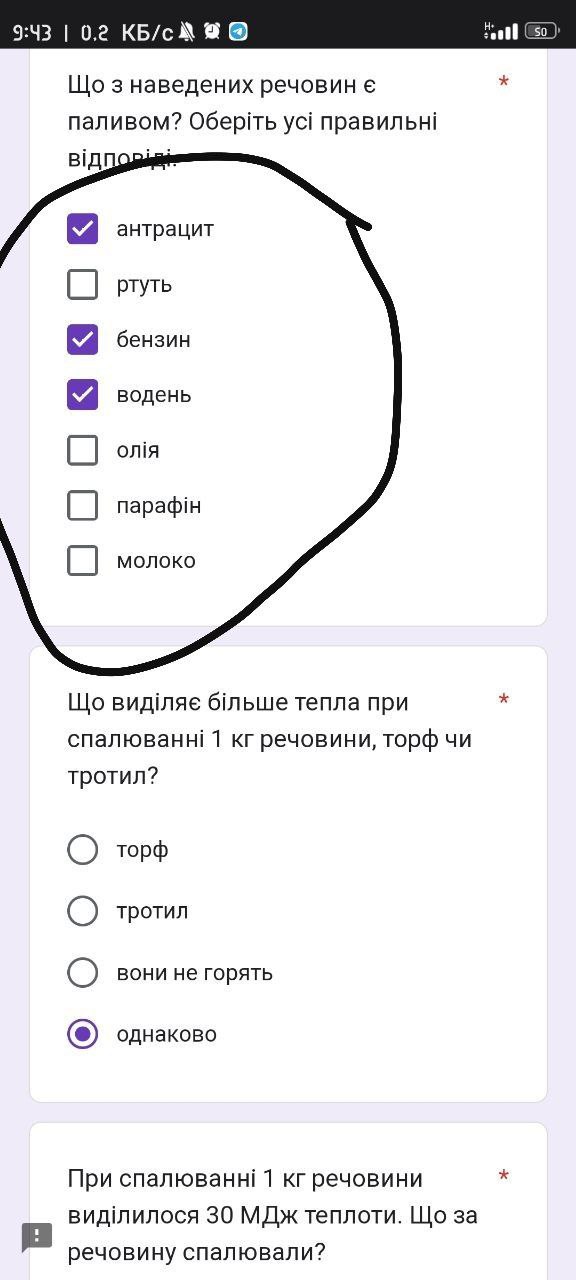 9:43 | 0.2 КБ/с
H+
50
Що з наведених речовин є *
паливом? Оберіть усі правильні
відповіді.
антрацит
ртуть
бензин
водень
олія
парафін
молоко
Що виділяє більше тепла при *
спалюванні 1 кг речовини, торф чи
тротил?
торф
тротил
вони не горять
однаково
При спалюванні 1 кг речовини *
виділилося 30 МДж теплоти. Що за
речовину спалювали?